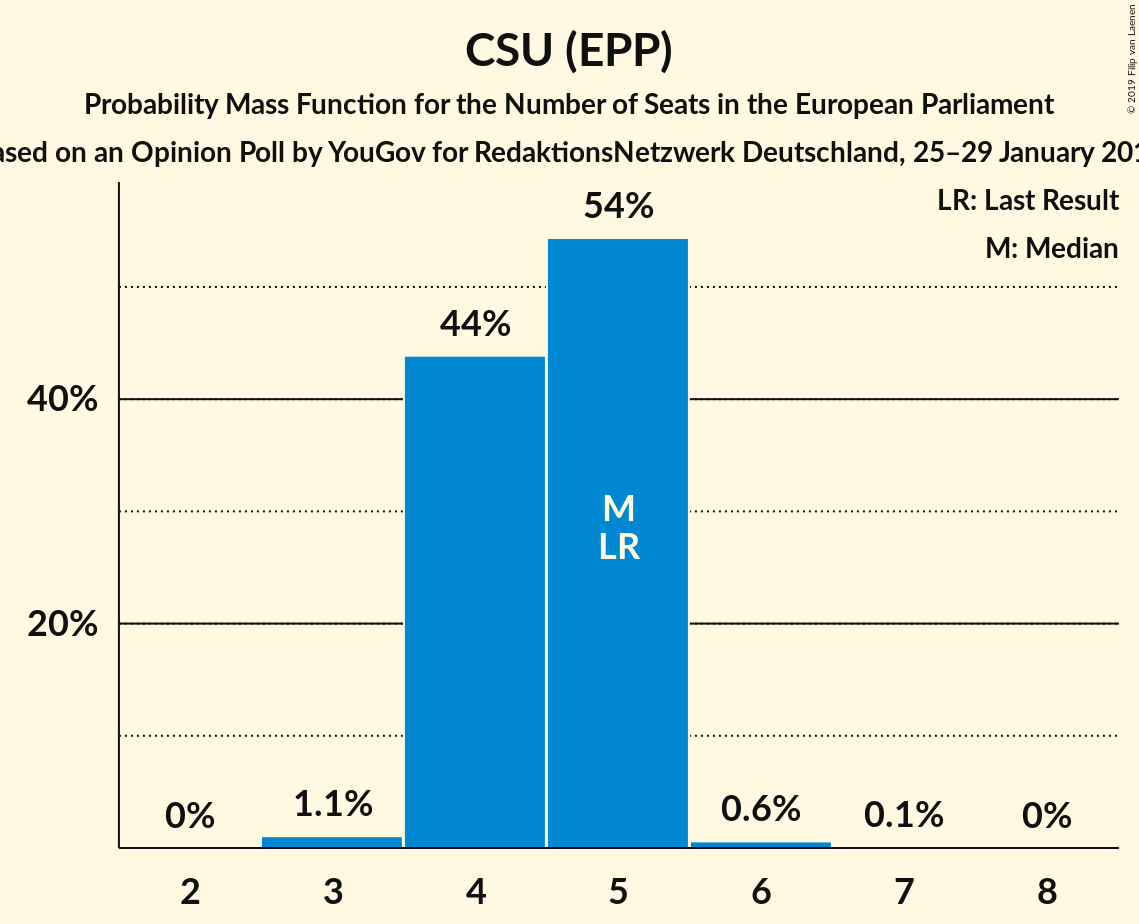 CSU (EPP)
Probability Mass Function for the Number of Seats in the European Parliament
on an Opinion Poll by YouGov for RedaktionsNetzwerk Deutschland, 25–29 January
© 2019 Filip van Laenen
LR: Last Result
M: Median
54%
44%
40%
M
LR
20%
0%
1.1%
0.6%
0.1%
0%
2
3
4
5
6
7
8